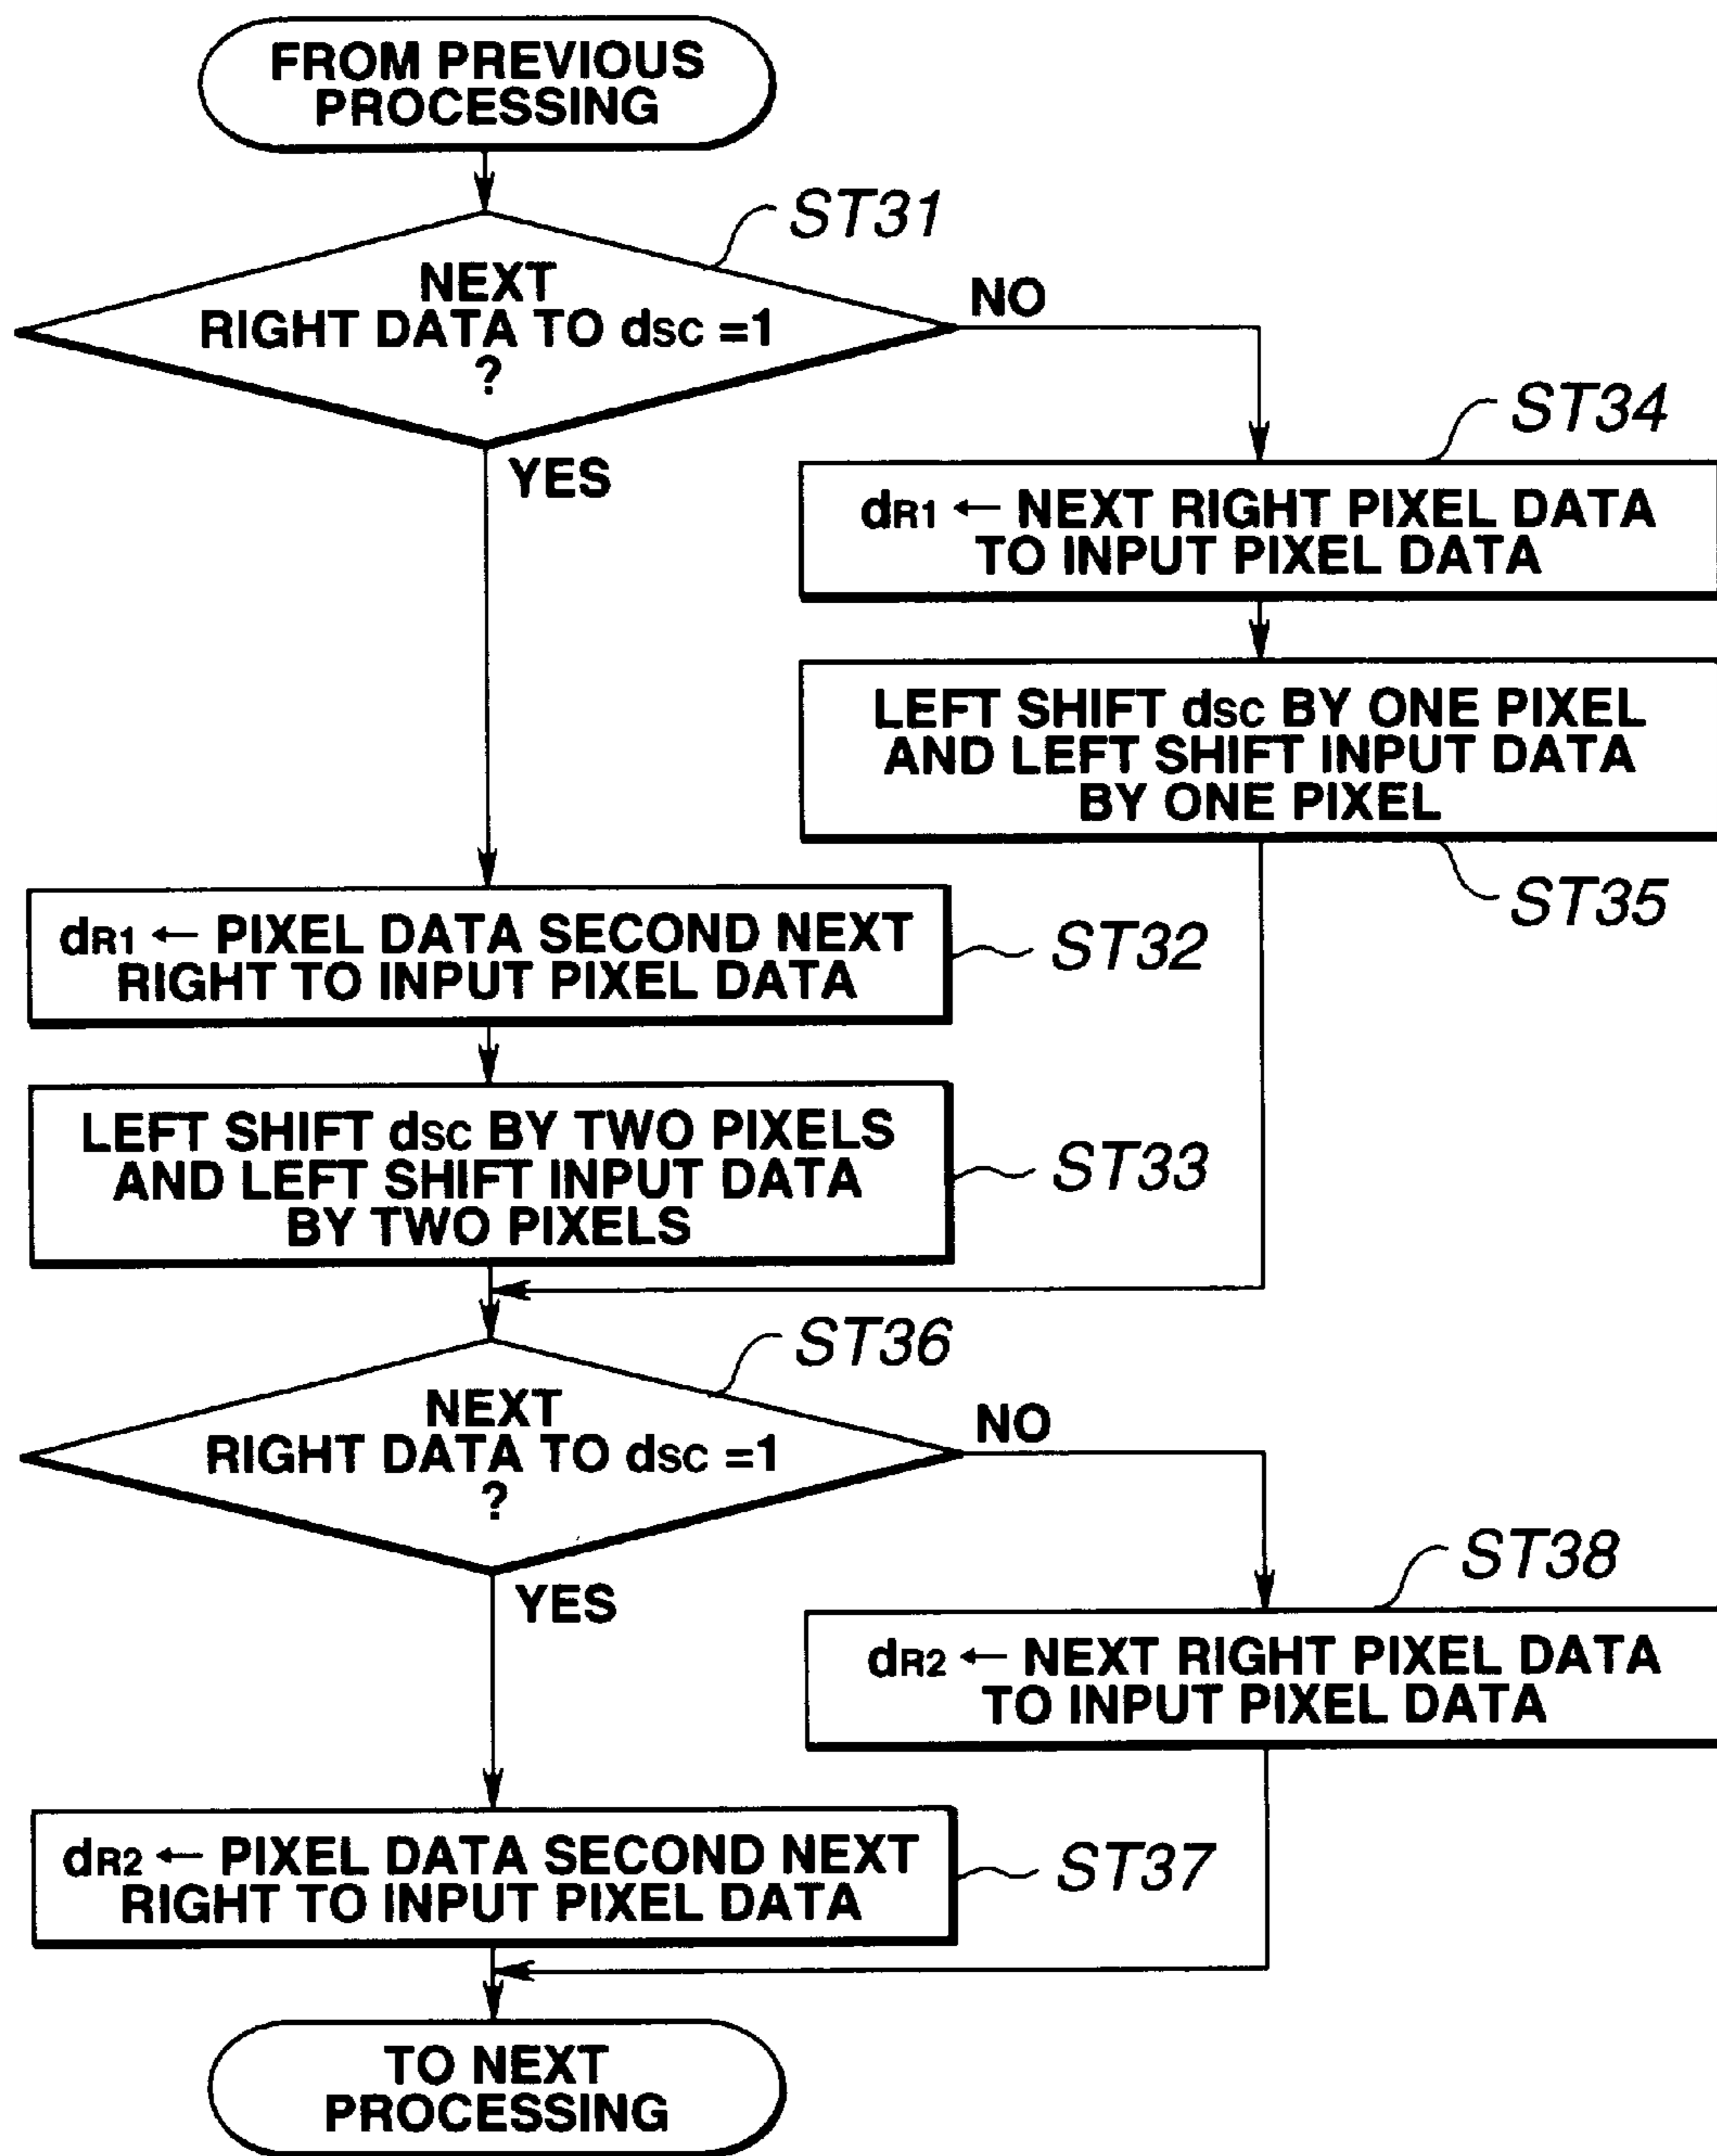 FROM PREVIOUS
PROCESSING
ST31
NEXT
RIGHT DATA TO dSC =1
?
NO
YES
ST34
dR1 ← NEXT RIGHT PIXEL DATA
TO INPUT PIXEL DATA
LEFT SHIFT dSC BY ONE PIXEL
AND LEFT SHIFT INPUT DATA
BY ONE PIXEL
ST35
dR1 ← PIXEL DATA SECOND NEXT
RIGHT TO INPUT PIXEL DATA
ST32
LEFT SHIFT dSC BY TWO PIXELS
AND LEFT SHIFT INPUT DATA
BY TWO PIXELS
ST33
ST36
NEXT
RIGHT DATA TO dSC =1
?
NO
YES
ST38
dR2 ← NEXT RIGHT PIXEL DATA
TO INPUT PIXEL DATA
dR2 ← PIXEL DATA SECOND NEXT
RIGHT TO INPUT PIXEL DATA
ST37
TO NEXT
PROCESSING